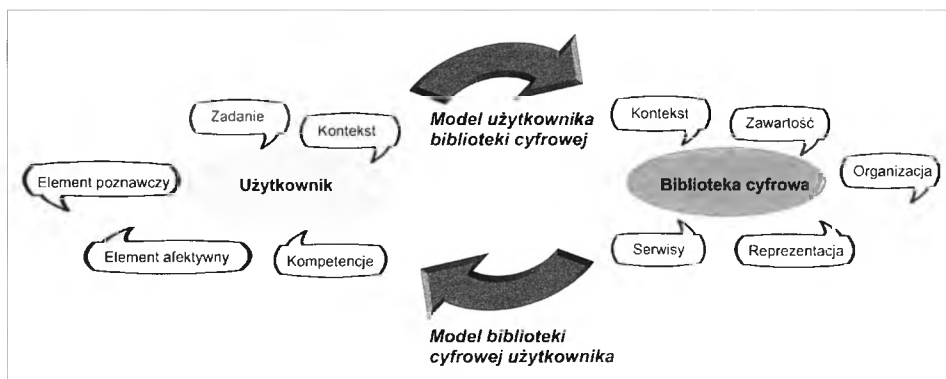 Zadanie
Kontekst
Element poznawczy
Użytkownik
Element afektywny
Kompetencje
Model użytkownika
biblioteki cyfrowej
Kontekst
Zawartość
Biblioteka cyfrowa
Organizacja
Serwisy
Reprezentacja
Model biblioteki
cyfrowej użytkownika